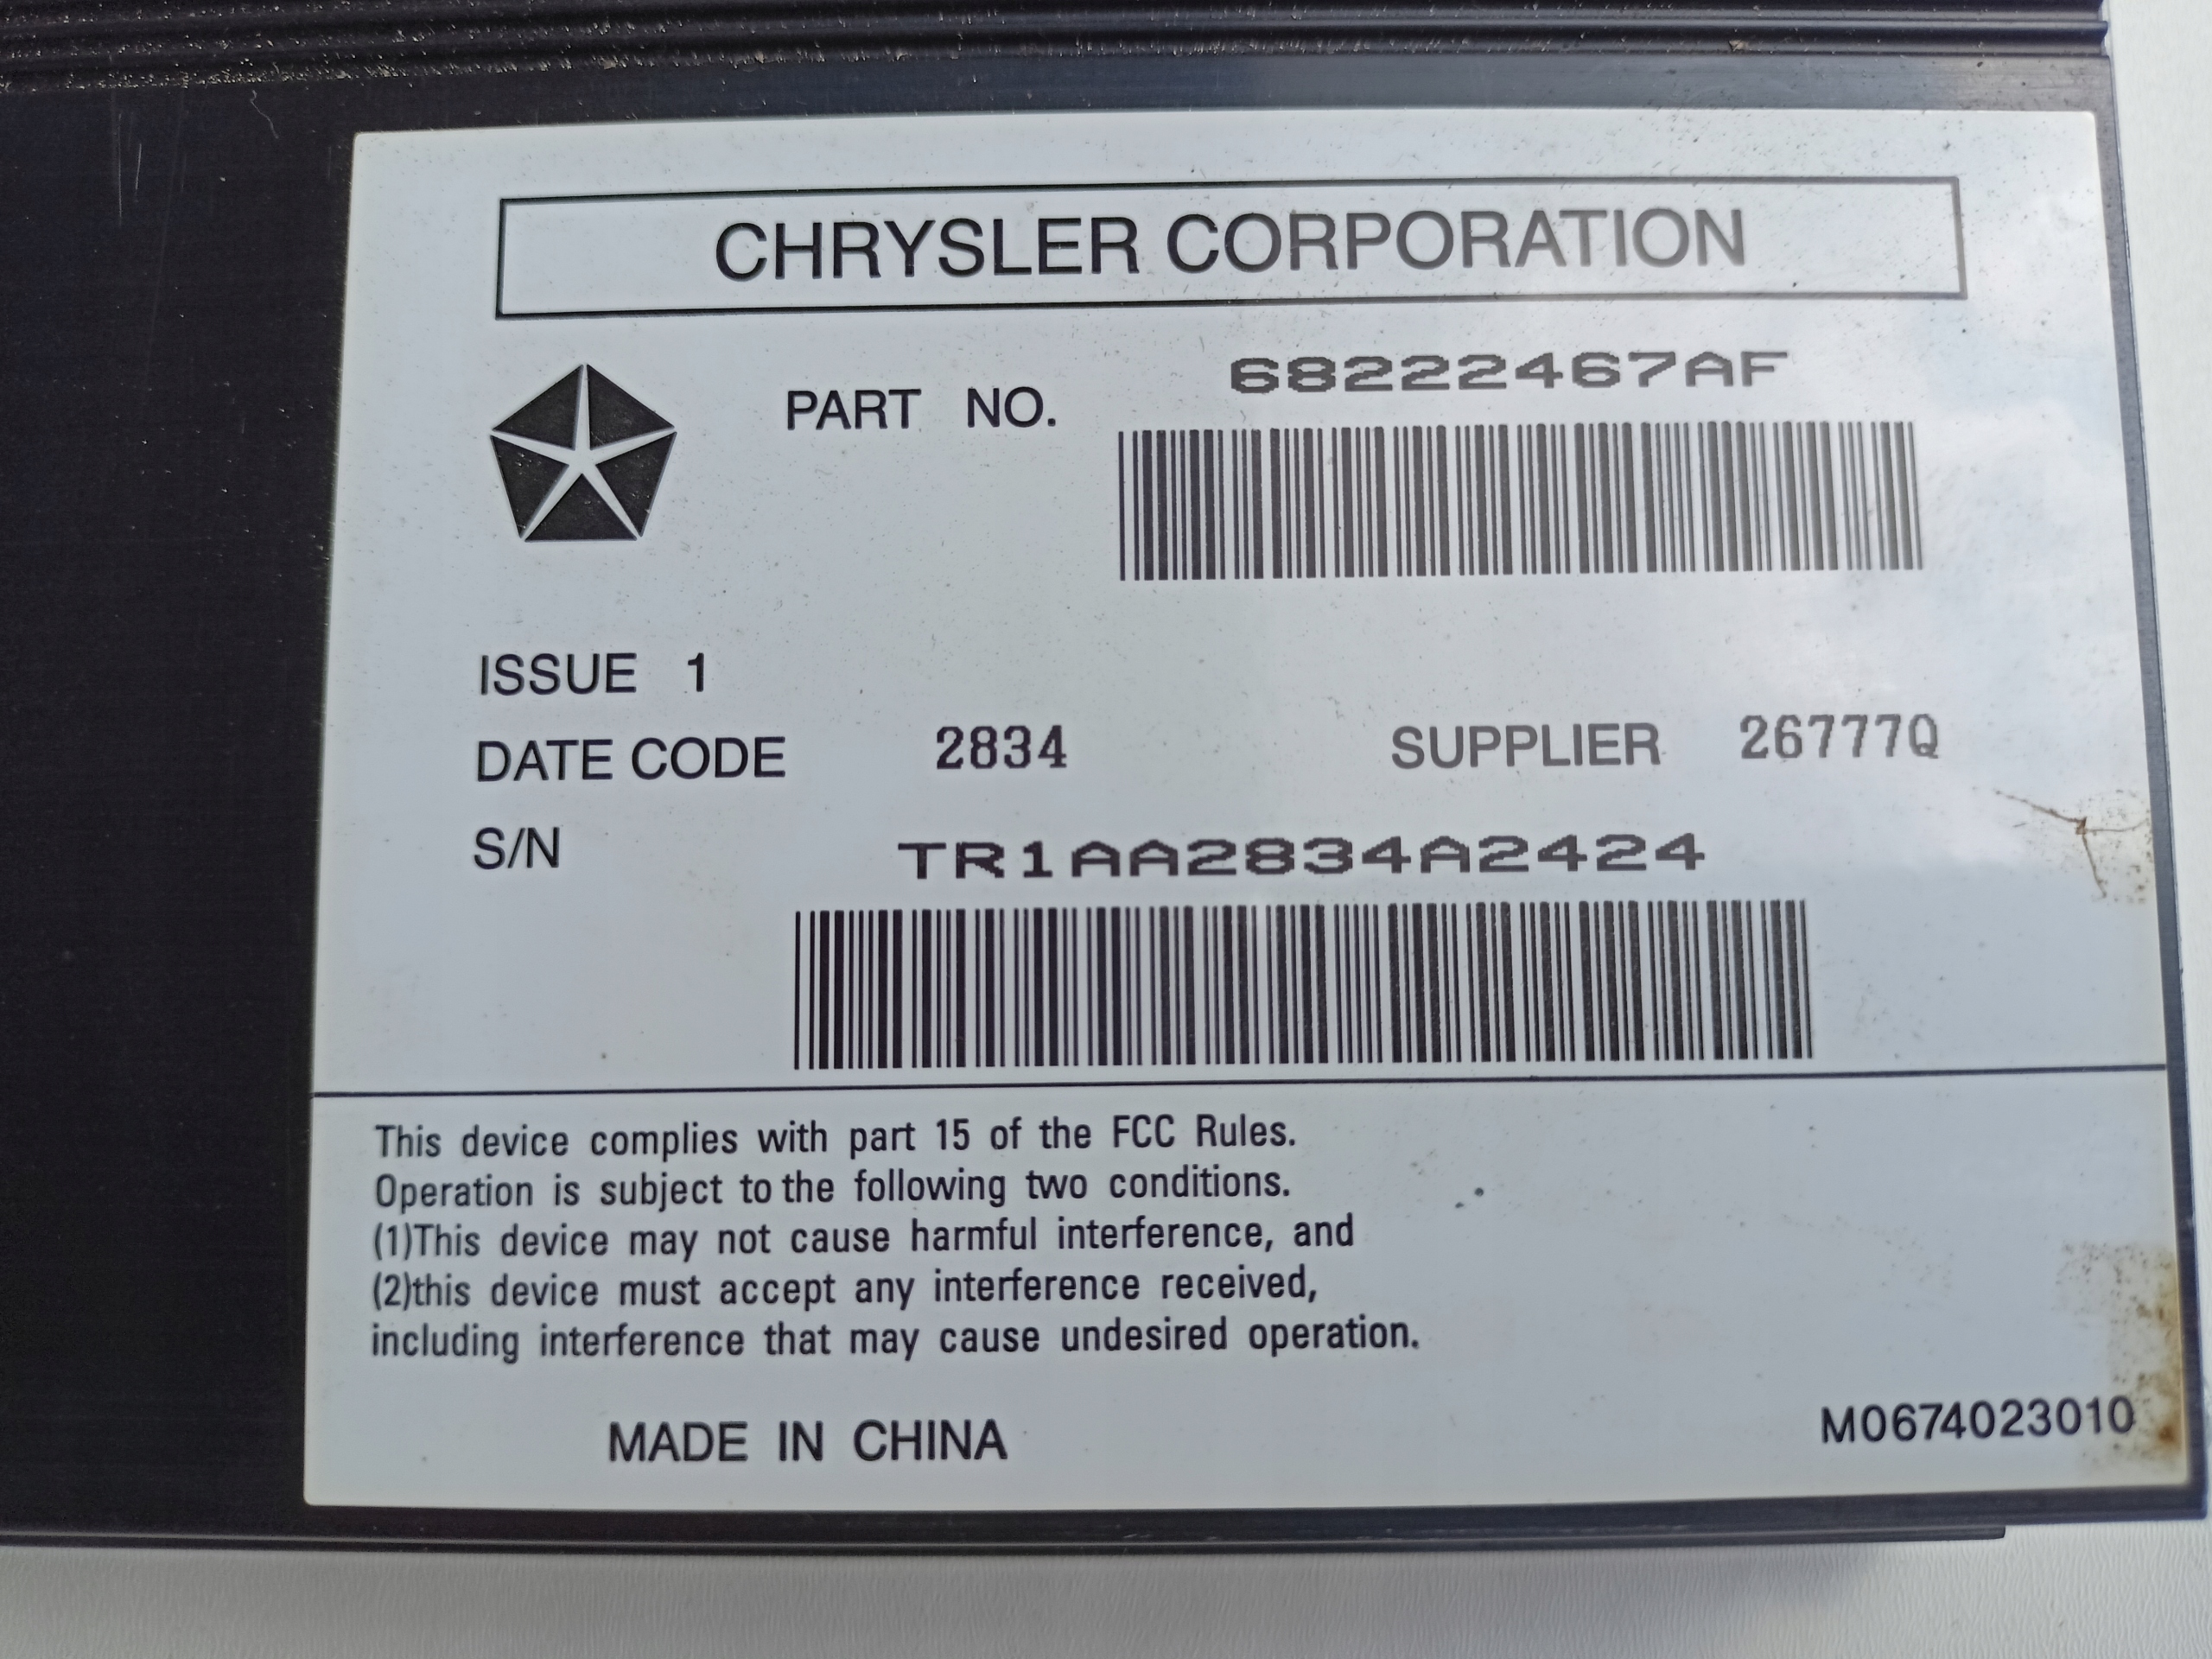 CHRYSLER CORPORATION
PART NO. 68222467AF
ISSUE 1
DATE CODE 2834 SUPPLIER 26777Q
S/N TR1AA2834A2424
This device complies with part 15 of the FCC Rules.
Operation is subject to the following two conditions.
(1)This device may not cause harmful interference, and
(2)this device must accept any interference received,
including interference that may cause undesired operation.
MADE IN CHINA
M0674023010